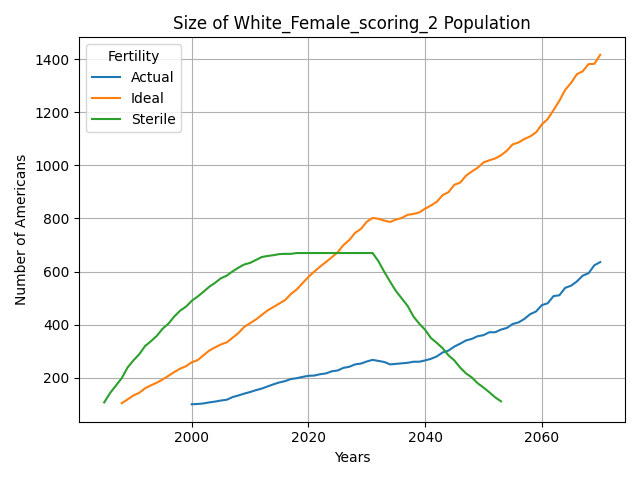 Size of White_Female_scoring_2 Population
Number of Americans
1400
1200
1000
800
600
400
200
Fertility
Actual
Ideal
Sterile
2000 2020 2040 2060
Years